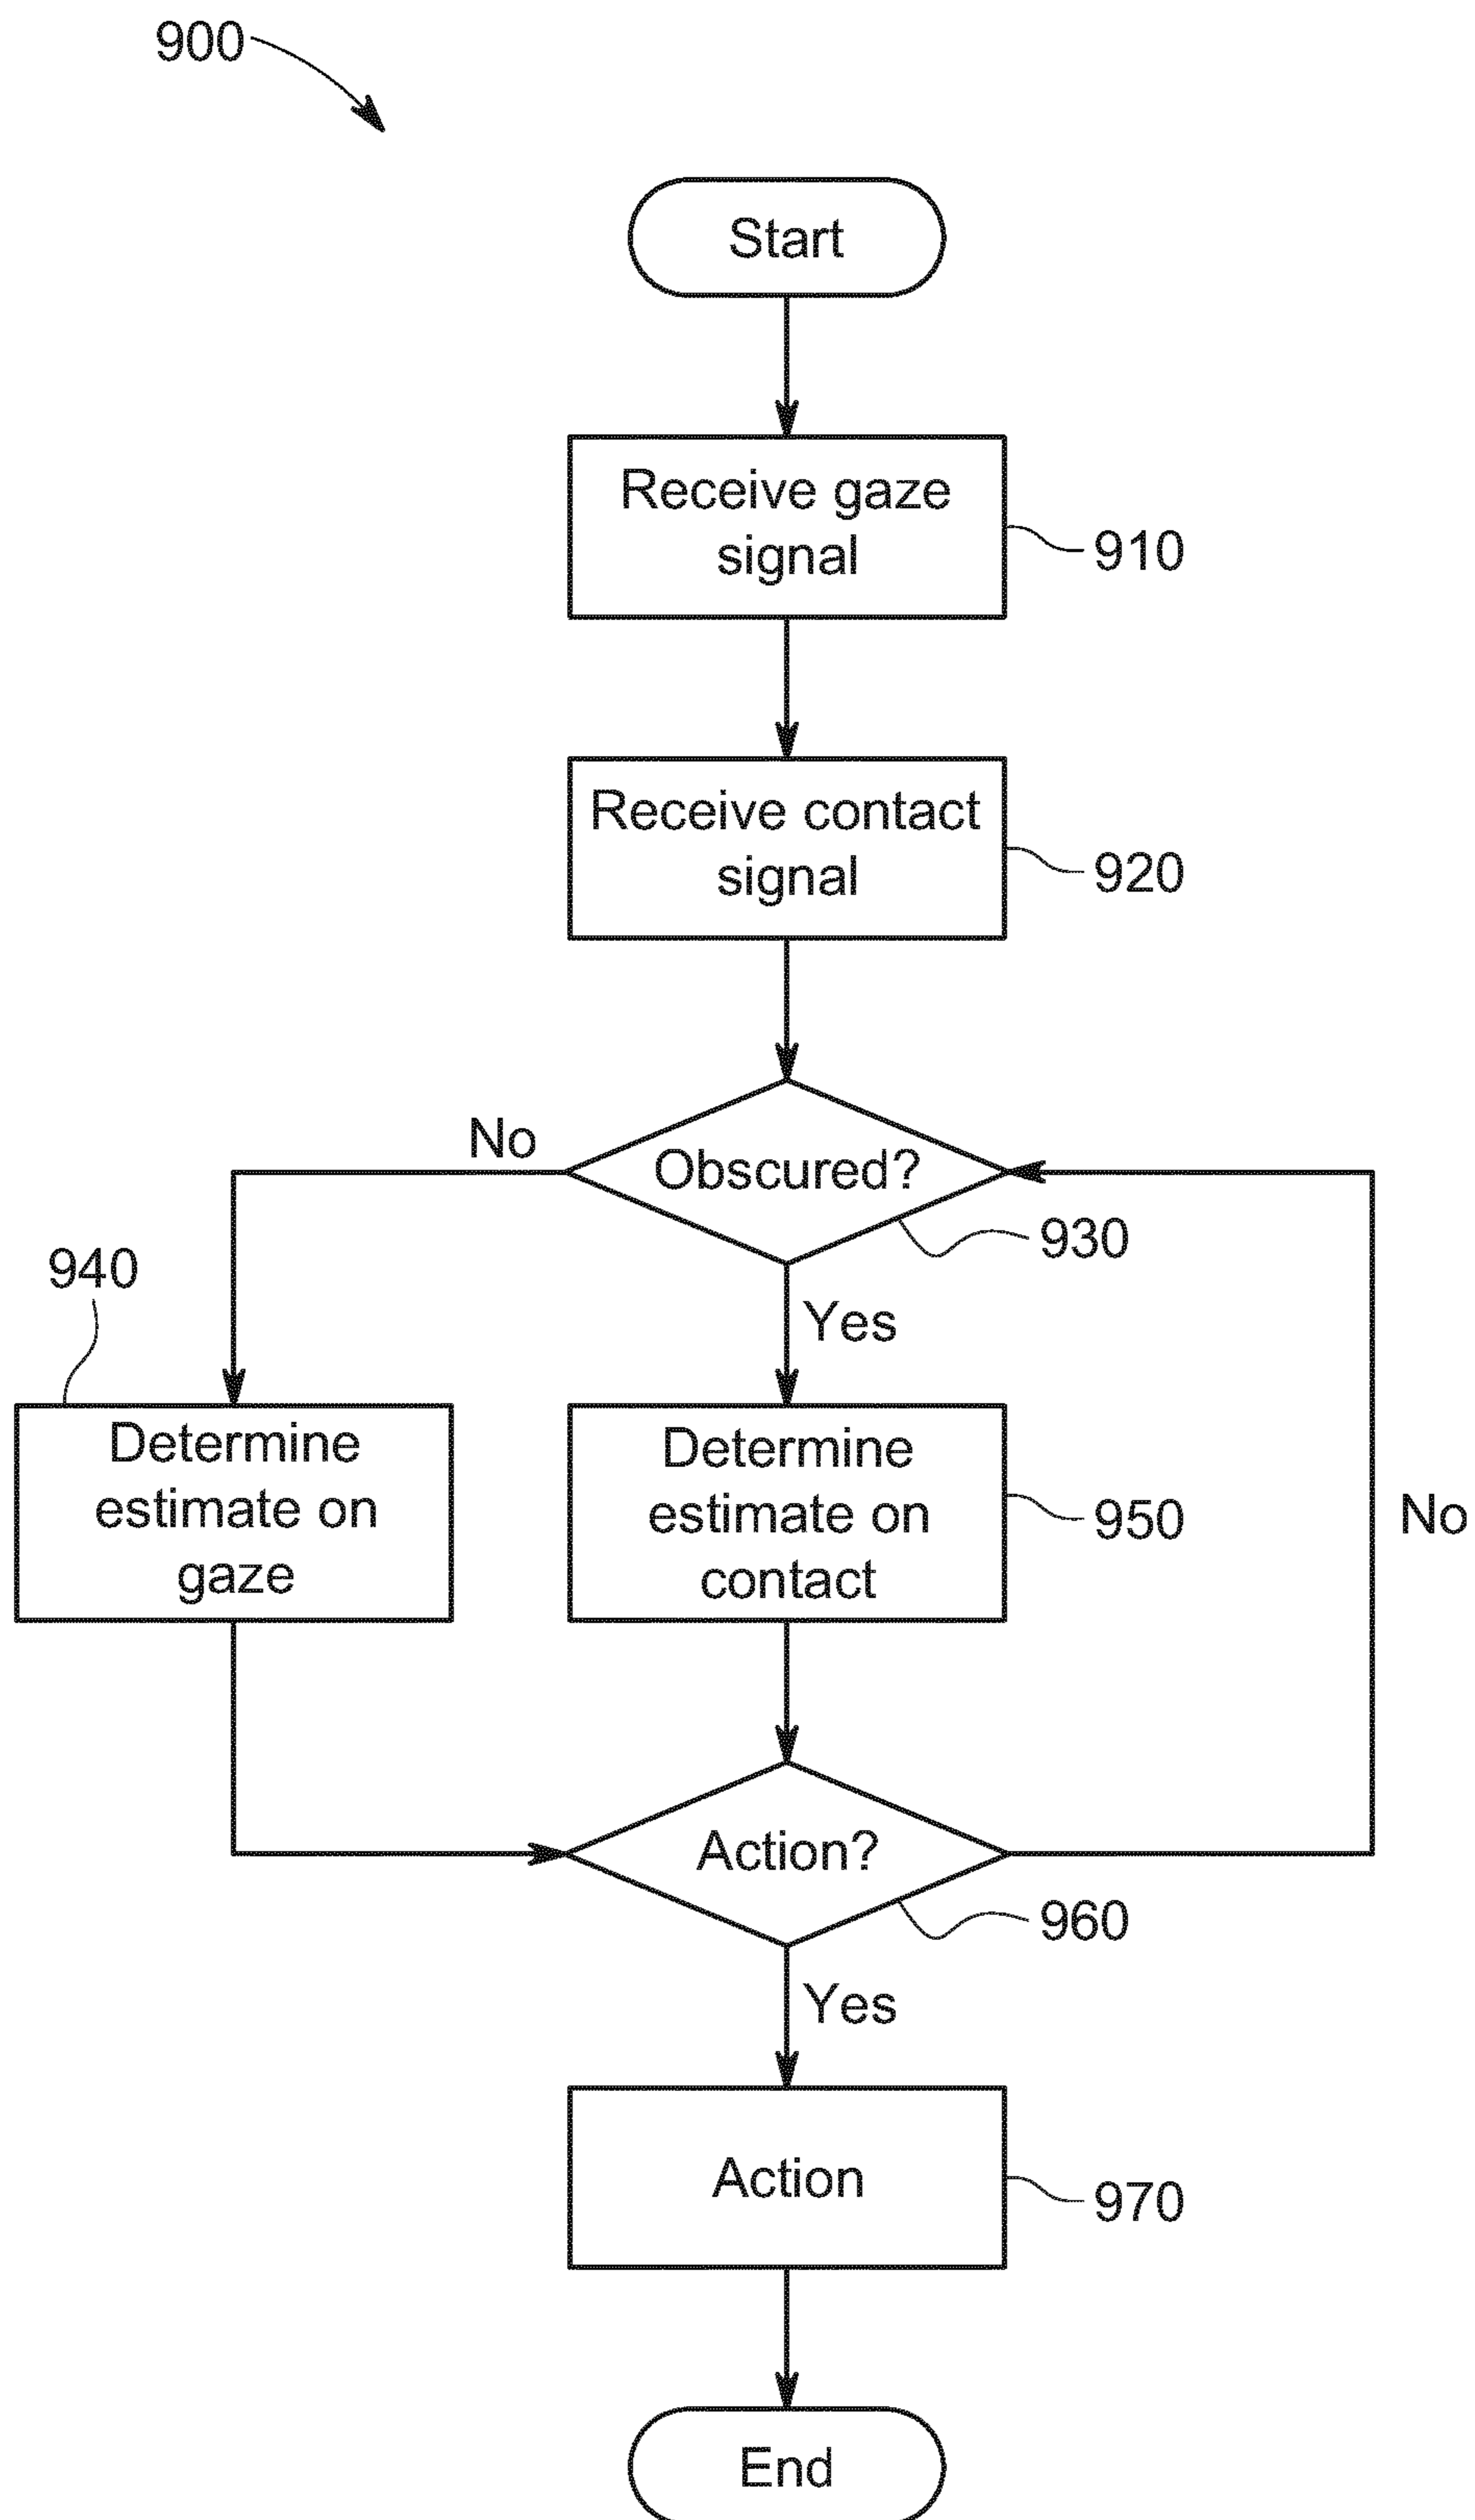 900
Start
Receive gaze
signal
910
Receive contact
signal
920
No
Obscured?
930
940
Yes
Determine
estimate on
gaze
Determine
estimate on
contact
950
No
Action?
960
Yes
Action
970
End